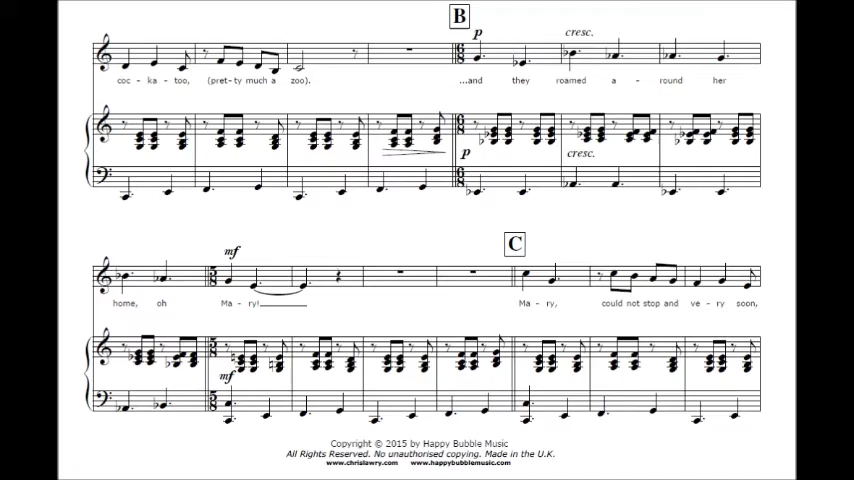 B
p cresc.
coc - ka - too, (pret - ty much a zoo). ...and they roamed a - round her
p cresc.
C
mf
home, oh Ma - ry! Ma - ry, could not stop and ve - ry soon,
mf
Copyright © 2015 by Happy Bubble Music
All Rights Reserved. No unauthorised copying. Made in the U.K.
www.chrislawry.com www.happybubblemusic.com